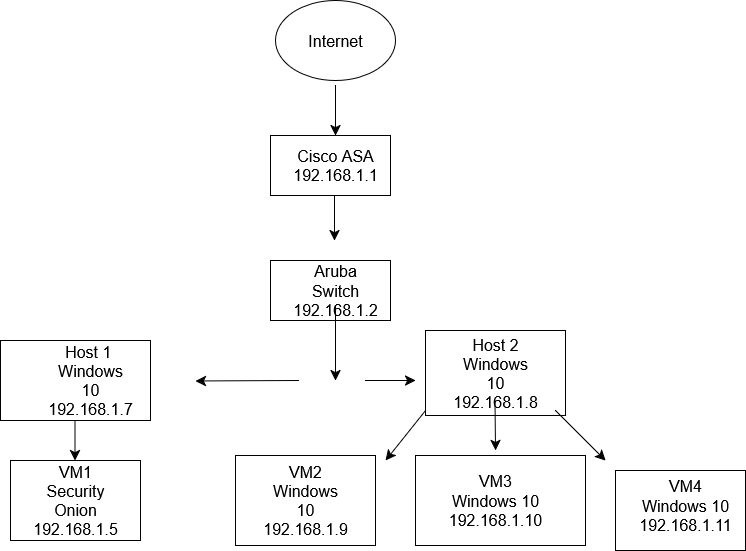 Internet
Cisco ASA
192.168.1.1
Aruba
Switch
192.168.1.2
Host 1
Windows
10
192.168.1.7
Host 2
Windows
10
192.168.1.8
VM1
Security
Onion
192.168.1.5
VM2
Windows
10
192.168.1.9
VM3
Windows 10
192.168.1.10
VM4
Windows 10
192.168.1.11